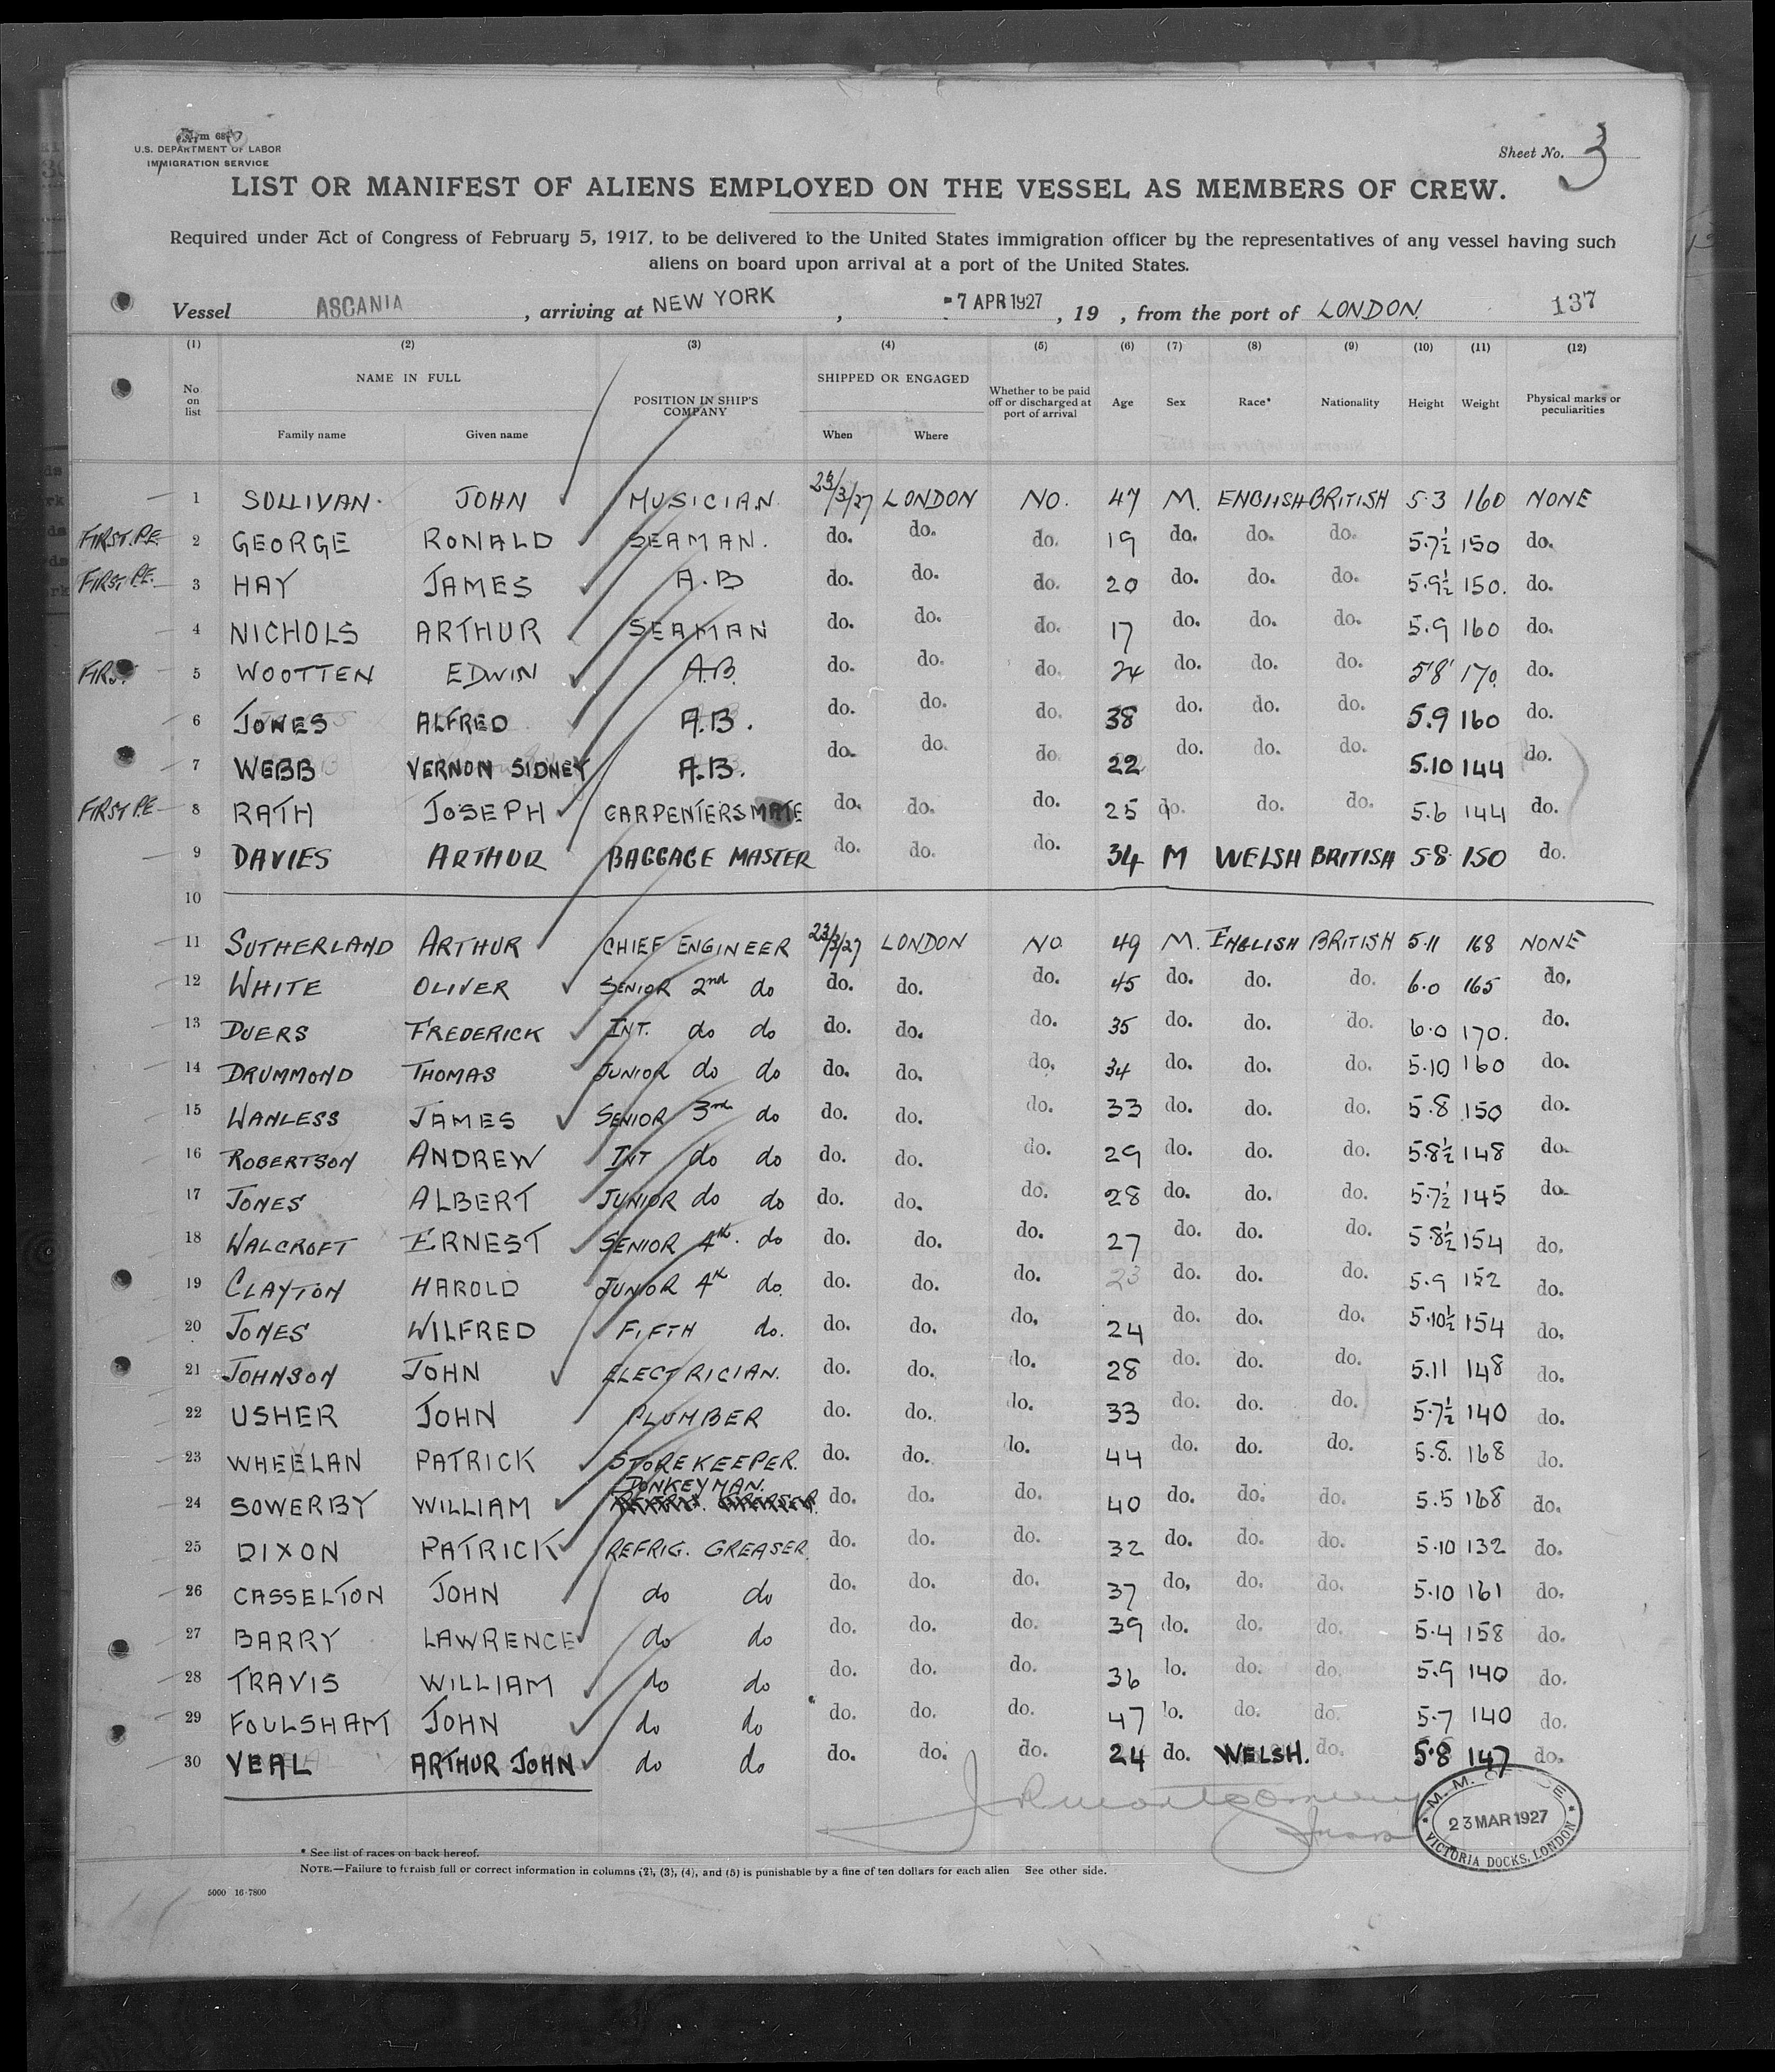 Form 680
U.S. DEPARTMENT OF LABOR
IMMIGRATION SERVICE
Sheet No. 3
LIST OR MANIFEST OF ALIENS EMPLOYED ON THE VESSEL AS MEMBERS OF CREW.
Required under Act of Congress of February 5, 1917, to be delivered to the United States immigration officer by the representatives of any vessel having such
aliens on board upon arrival at a port of the United States.
Vessel ASCANIA, arriving at NEW YORK, -7 APR 1927, 19 , from the port of LONDON. 137
(1) (2) (3) (4) (5) (6) (7) (8) (9) (10) (11) (12)
No on list NAME IN FULL Family name Given name POSITION IN SHIP'S COMPANY SHIPPED OR ENGAGED When Where Whether to be paid off or discharged at port of arrival Age Sex Race* Nationality Height Weight Physical marks or peculiarities
1 SULLIVAN. JOHN MUSICIAN. 23/3/27 LONDON NO. 47 M. ENGLISH BRITISH 5.3 160 NONE
FIRST. P.E. 2 GEORGE RONALD SEAMAN. do. do. do. 19 do. do. do. 5.7½ 150 do.
FIRST P.E. 3 HAY JAMES A.B do. do. do. 20 do. do. do. 5.9½ 150. do.
4 NICHOLS ARTHUR SEAMAN do. do. do. 17 do. do. do. 5.9 160 do.
FIRST 5 WOOTTEN EDWIN A.B. do. do. do. 24 do. do. do. 5'8' 170. do.
6 JONES ALFRED A.B. do. do. do. 38 do. do. do. 5.9 160 do.
7 WEBB VERNON SIDNEY A.B. do. do. do 22 do. do. do. 5.10 144 do.
FIRST P.E 8 RATH JOSEPH CARPENTERS MATE do. do. do. 25 do. do. do. 5.6 144 do.
9 DAVIES ARTHUR BAGGAGE MASTER do. do. do. 34 M WELSH BRITISH 5.8 150 do.
10
11 SUTHERLAND ARTHUR CHIEF ENGINEER 23/3/27 LONDON NO 49 M. ENGLISH BRITISH 5.11 168 NONE
12 WHITE OLIVER SENIOR 2nd do do. do. do. 45 do. do. do. 6.0 165 do.
13 DUERS FREDERICK INT. do do do. do. do. 35 do. do. do. 6.0 170. do.
14 DRUMMOND THOMAS JUNIOR do do do. do. do. 34 do. do. do. 5.10 160 do.
15 WANLESS JAMES SENIOR 3rd do do. do. do. 33 do. do. do. 5.8 150 do.
16 ROBERTSON ANDREW INT do do do. do. do. 29 do. do. do. 5.8½ 148 do.
17 JONES ALBERT JUNIOR do do do. do. do. 28 do. do. do. 5.7½ 145 do.
18 WALCROFT ERNEST SENIOR 4th. do do. do. do. 27 do. do. do. 5.8½ 154 do.
19 CLAYTON HAROLD JUNIOR 4th do. do. do. do. 23 do. do. do. 5.9 152 do.
20 JONES WILFRED FIFTH do. do. do. do. 24 do. do. do. 5.10½ 154 do.
21 JOHNSON JOHN ELECTRICIAN. do. do. do. 28 do. do. do. 5.11 148 do.
22 USHER JOHN PLUMBER do. do. do. 33 do. do. do. 5.7½ 140 do.
23 WHEELAN PATRICK STOREKEEPER. do. do. do. 44 do. do. do. 5.8. 168 do.
24 SOWERBY WILLIAM DONKEYMAN. do. do. do. 40 do. do. do. 5.5 168 do.
25 DIXON PATRICK REFRIG. GREASER. do. do. do. 32 do. do. do. 5.10 132 do.
26 CASSELTON JOHN do do do. do. do. 37 do. do. do. 5.10 161 do.
27 BARRY LAWRENCE do do do. do. do. 39 do. do. do. 5.4 158 do.
28 TRAVIS WILLIAM do do do. do. do. 36 do. do. do. 5.9 140 do.
29 FOULSHAM JOHN do do do. do. do. 47 do. do. do. 5.7 140 do.
30 VEAL ARTHUR JOHN do do do. do. do. 24 do. WELSH. do. 5.8 147 do.
M.M. OFFICE
23 MAR 1927
VICTORIA DOCKS, LONDON
* See list of races on back hereof.
NOTE.—Failure to furnish full or correct information in columns (2), (3), (4), and (5) is punishable by a fine of ten dollars for each alien See other side.
5000 16-7800